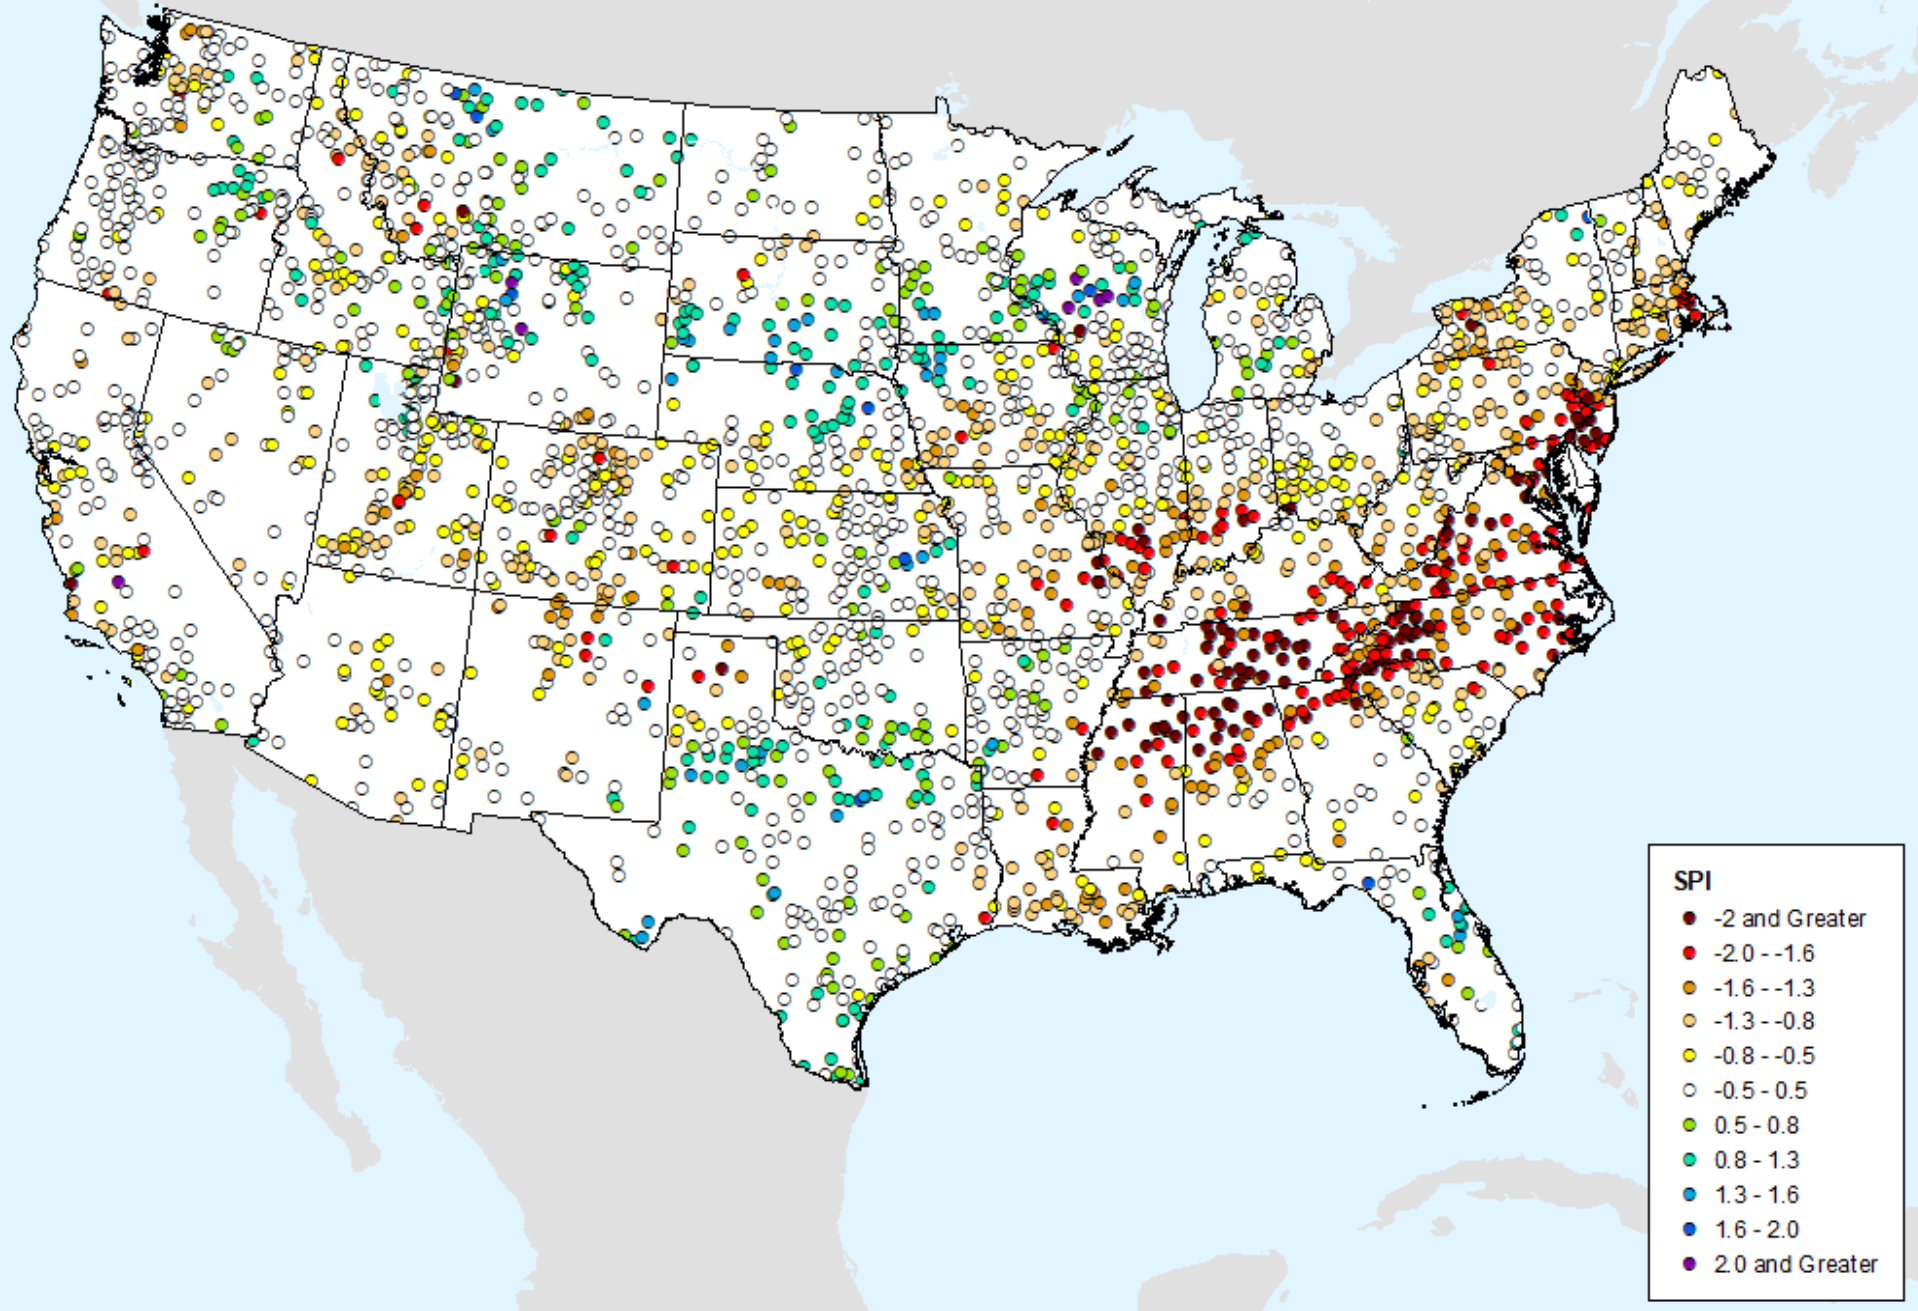 SPI
-2 and Greater
-2.0 - -1.6
-1.6 - -1.3
-1.3 - -0.8
-0.8 - -0.5
-0.5 - 0.5
0.5 - 0.8
0.8 - 1.3
1.3 - 1.6
1.6 - 2.0
2.0 and Greater